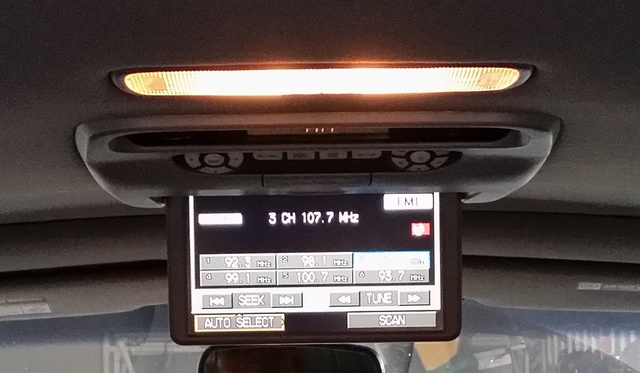 FM1
3 CH 107.7 MHz
1 92.3 MHz 2 98.1 MHz
4 99.1 MHz 5 100.7 MHz 6 93.7 MHz
SEEK TUNE
AUTO SELECT SCAN